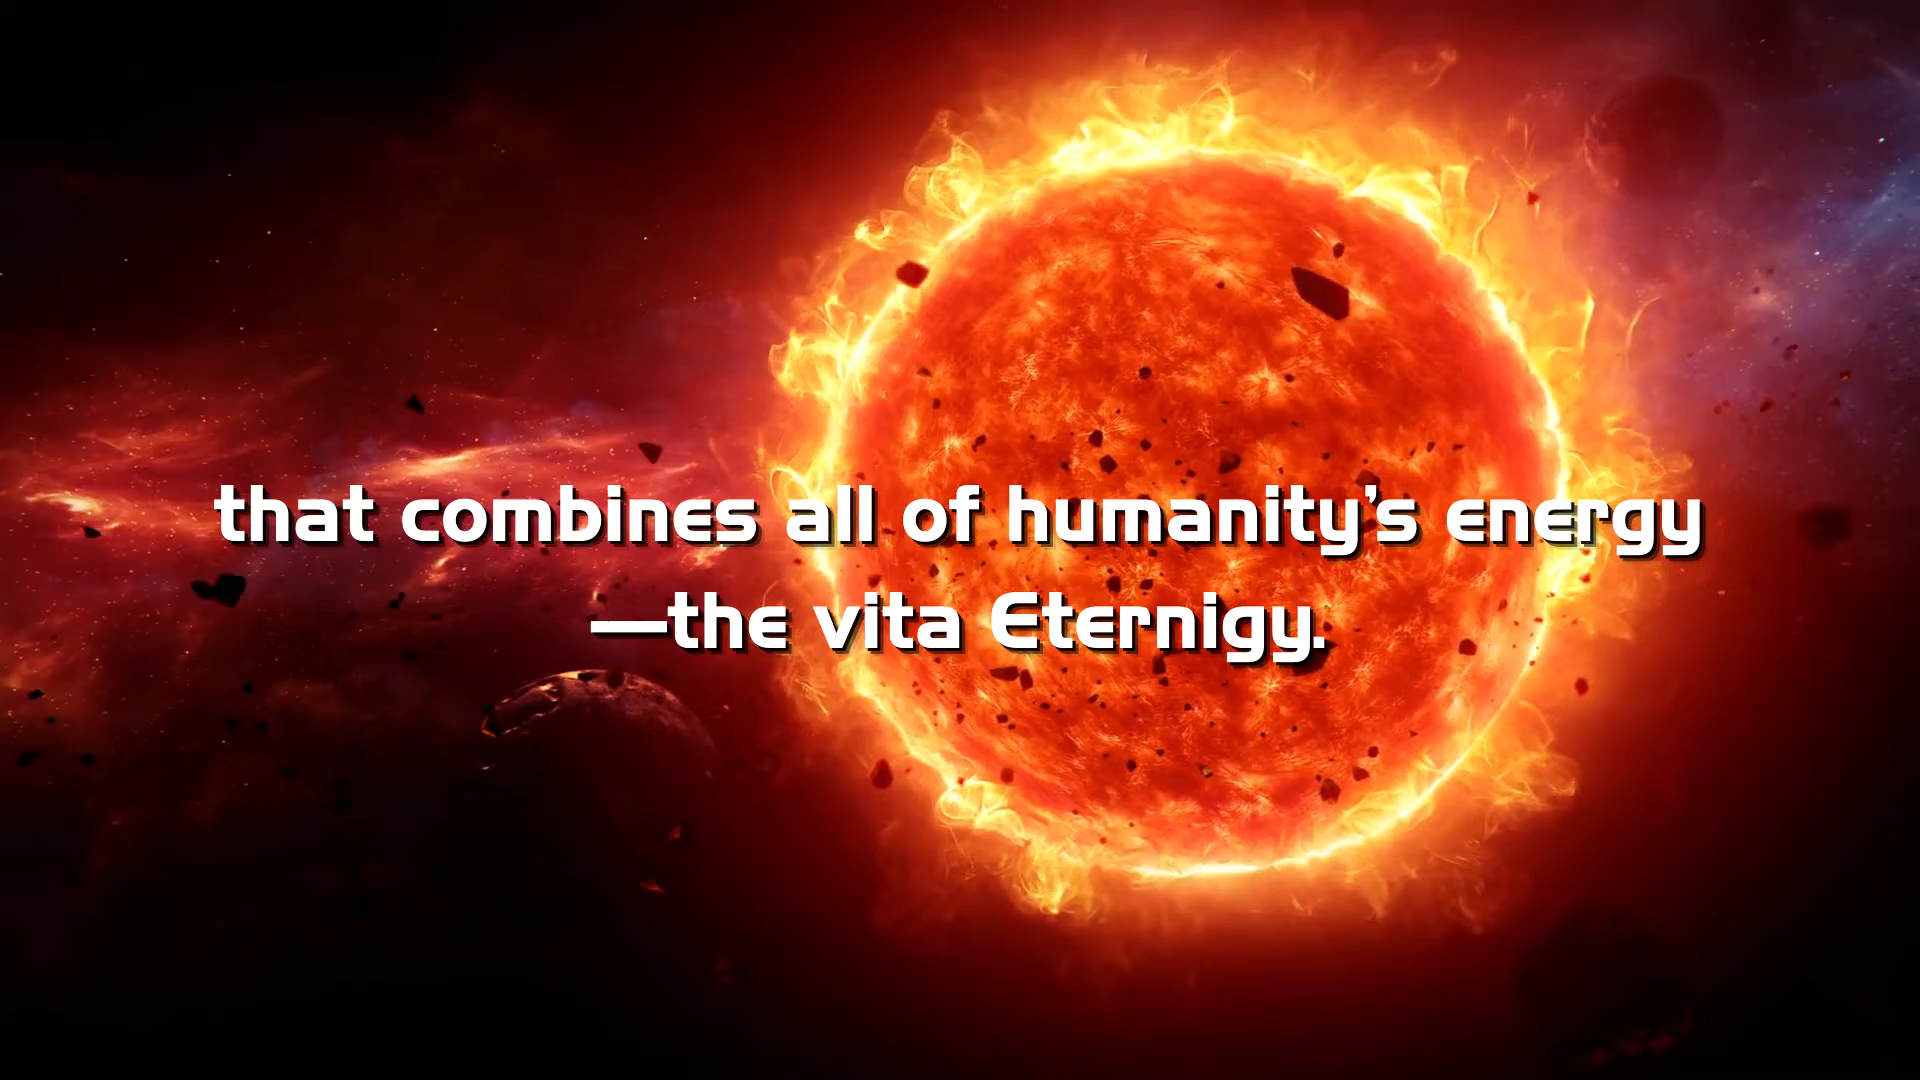 that combines all of humanity's energy
—the vita Eternigy.